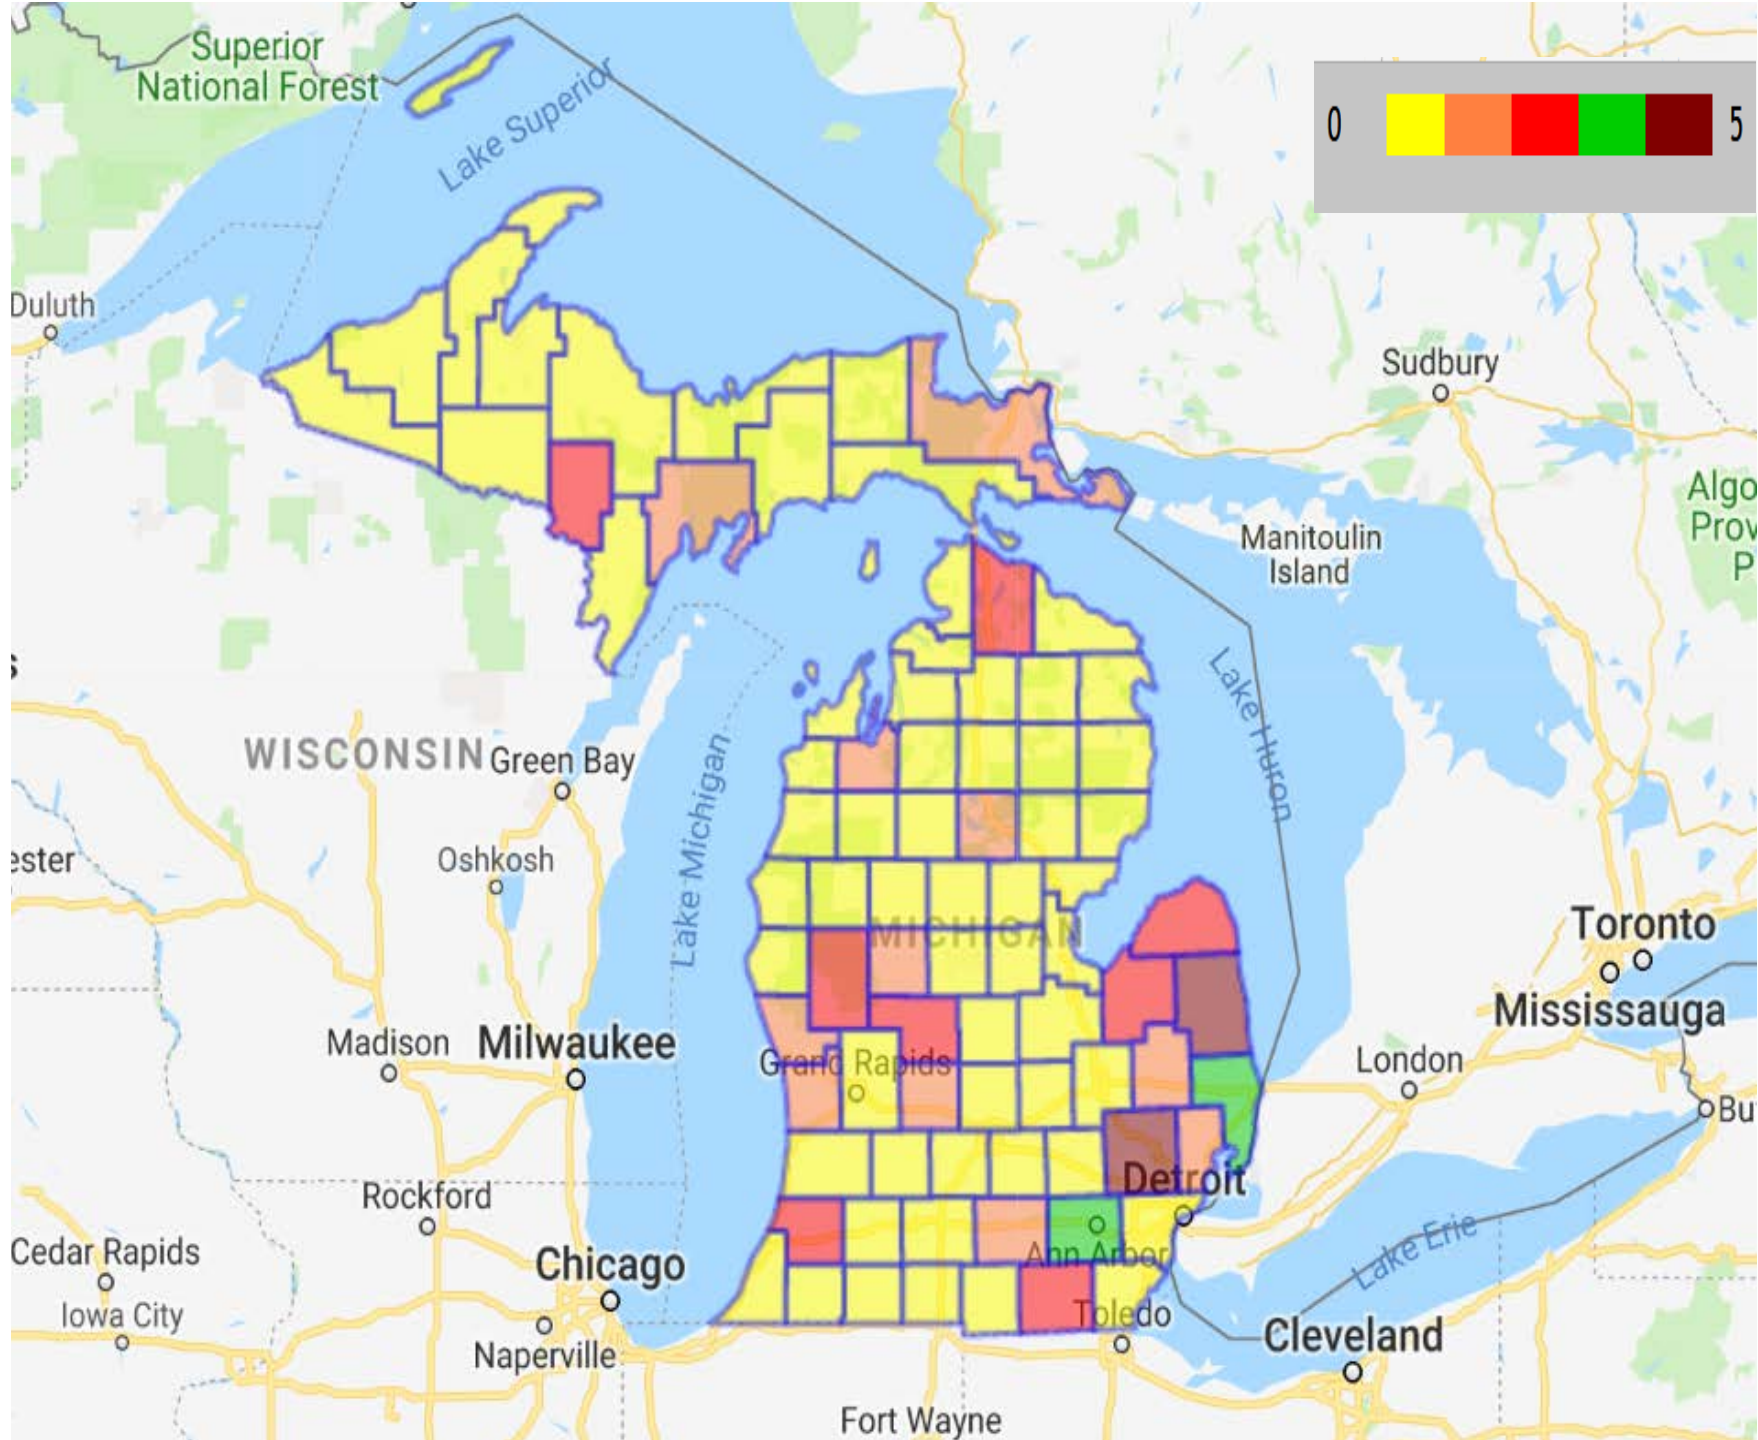 Superior
National Forest
Lake Superior
0
5
Duluth
Sudbury
Algo
Prov
P
Manitoulin
Island
s
Lake Huron
WISCONSIN
Green Bay
Lake Michigan
ester
Oshkosh
MICHIGAN
Toronto
Mississauga
Madison
Milwaukee
Grand Rapids
London
Bu
Rockford
Detroit
Cedar Rapids
Chicago
Ann Arbor
Lake Erie
Iowa City
Toledo
Naperville
Cleveland
Fort Wayne